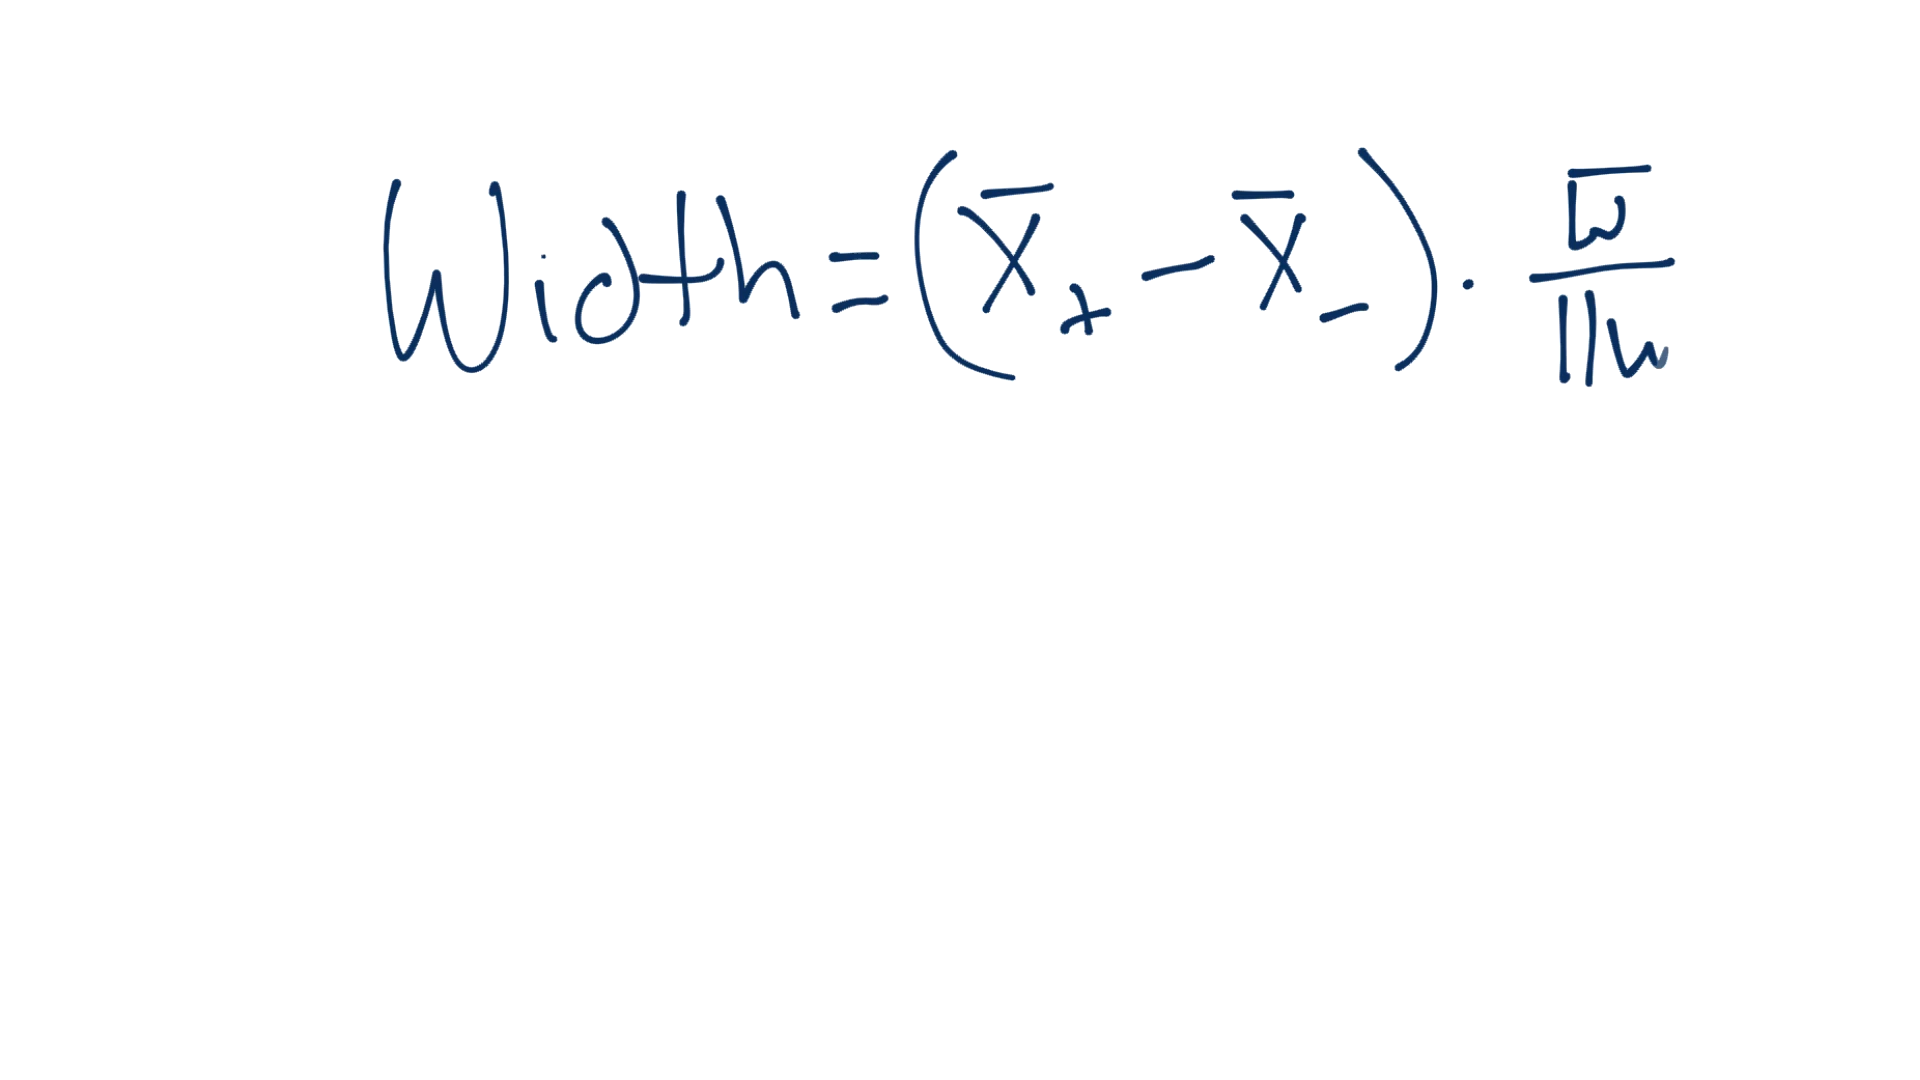 Width = (x̄₊ - x̄₋) · w̄ / ||w